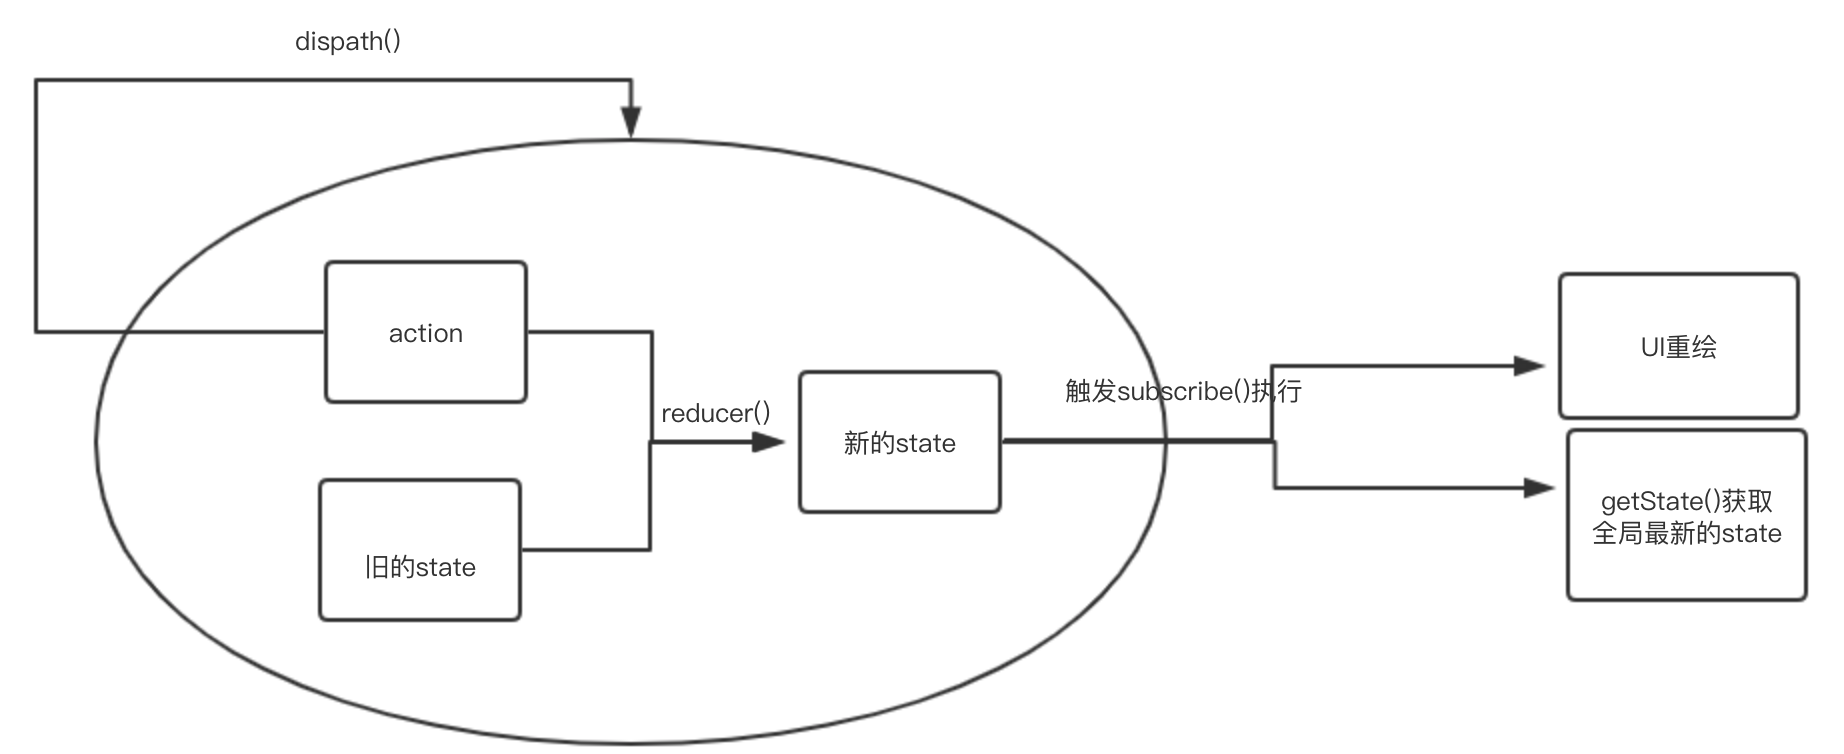 dispath()
action
reducer()
旧的state
新的state
触发subscribe()执行
UI重绘
getState()获取
全局最新的state